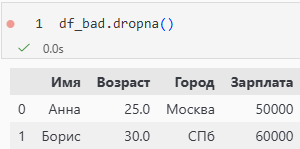 1 df_bad.dropna()
0.0s
Имя Возраст Город Зарплата
0 Анна 25.0 Москва 50000
1 Борис 30.0 СПб 60000